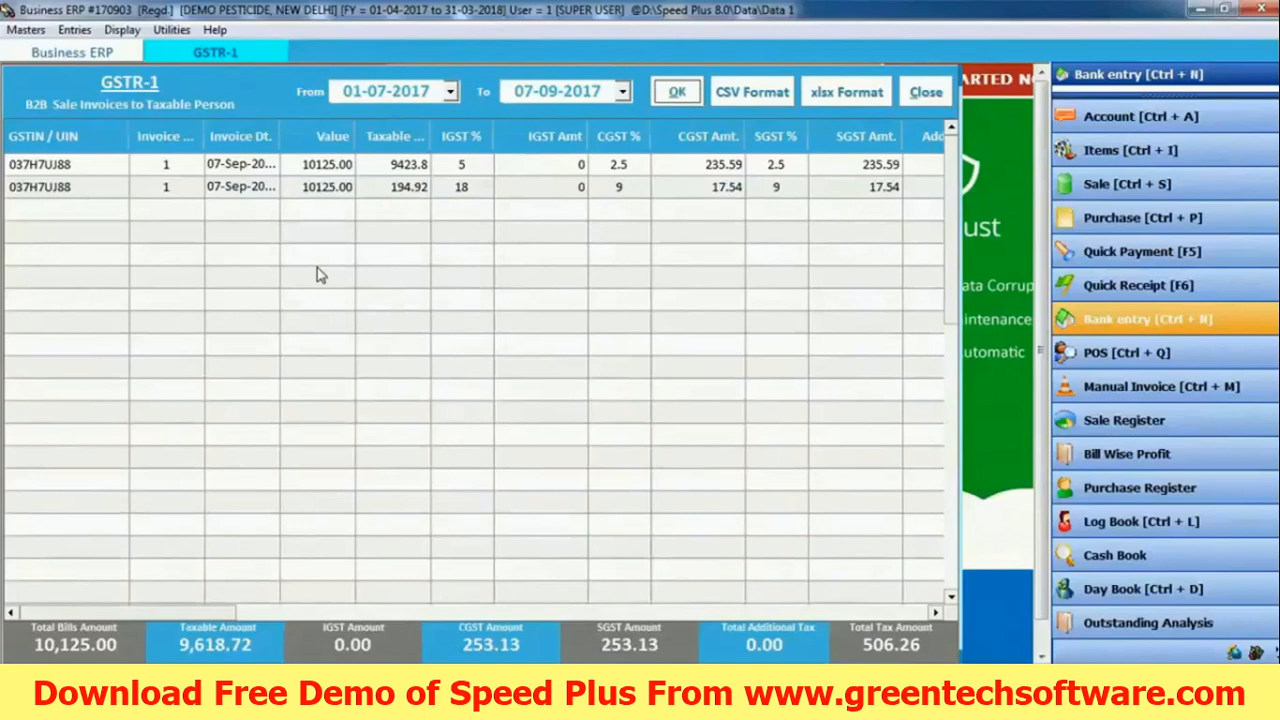 Business ERP #170903 (Regd.) [DEMO PESTICIDE, NEW DELHI] [FY = 01-04-2017 to 31-03-2018] User = 1 [SUPER USER] @D:\Speed Plus 8.0\Data\Data 1
Masters Entries Display Utilities Help
Business ERP GSTR-1
GSTR-1
B2B Sale Invoices to Taxable Person
From 01-07-2017 To 07-09-2017 OK CSV Format xlsx Format Close
GSTIN / UIN Invoice ... Invoice Dt. Value Taxable ... IGST % IGST Amt CGST % CGST Amt. SGST % SGST Amt. Add
037H7UJ88 1 07-Sep-20... 10125.00 9423.8 5 0 2.5 235.59 2.5 235.59
037H7UJ88 1 07-Sep-20... 10125.00 194.92 18 0 9 17.54 9 17.54
Total Bills Amount Taxable Amount IGST Amount CGST Amount SGST Amount Total Additional Tax Total Tax Amount
10,125.00 9,618.72 0.00 253.13 253.13 0.00 506.26
ARTED NO
ust
ata Corrup
intenance
utomatic
Bank entry [Ctrl + N]
Account [Ctrl + A]
Items [Ctrl + I]
Sale [Ctrl + S]
Purchase [Ctrl + P]
Quick Payment [F5]
Quick Receipt [F6]
Bank entry [Ctrl + N]
POS [Ctrl + Q]
Manual Invoice [Ctrl + M]
Sale Register
Bill Wise Profit
Purchase Register
Log Book [Ctrl + L]
Cash Book
Day Book [Ctrl + D]
Outstanding Analysis
Download Free Demo of Speed Plus From www.greentechsoftware.com